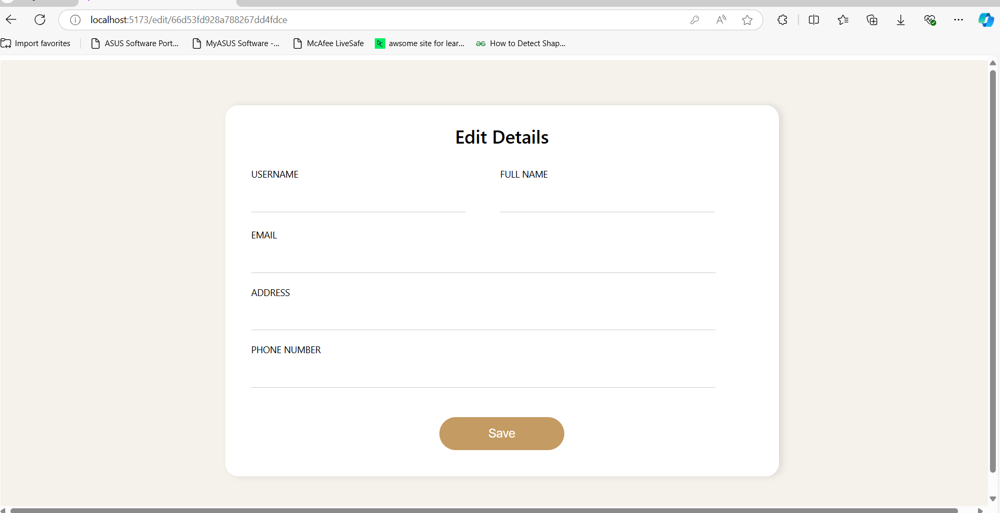 localhost:5173/edit/66d53fd928a788267dd4fdce
Import favorites ASUS Software Port... MyASUS Software -... McAfee LiveSafe awsome site for lear... How to Detect Shap...
Edit Details
USERNAME FULL NAME
EMAIL
ADDRESS
PHONE NUMBER
Save